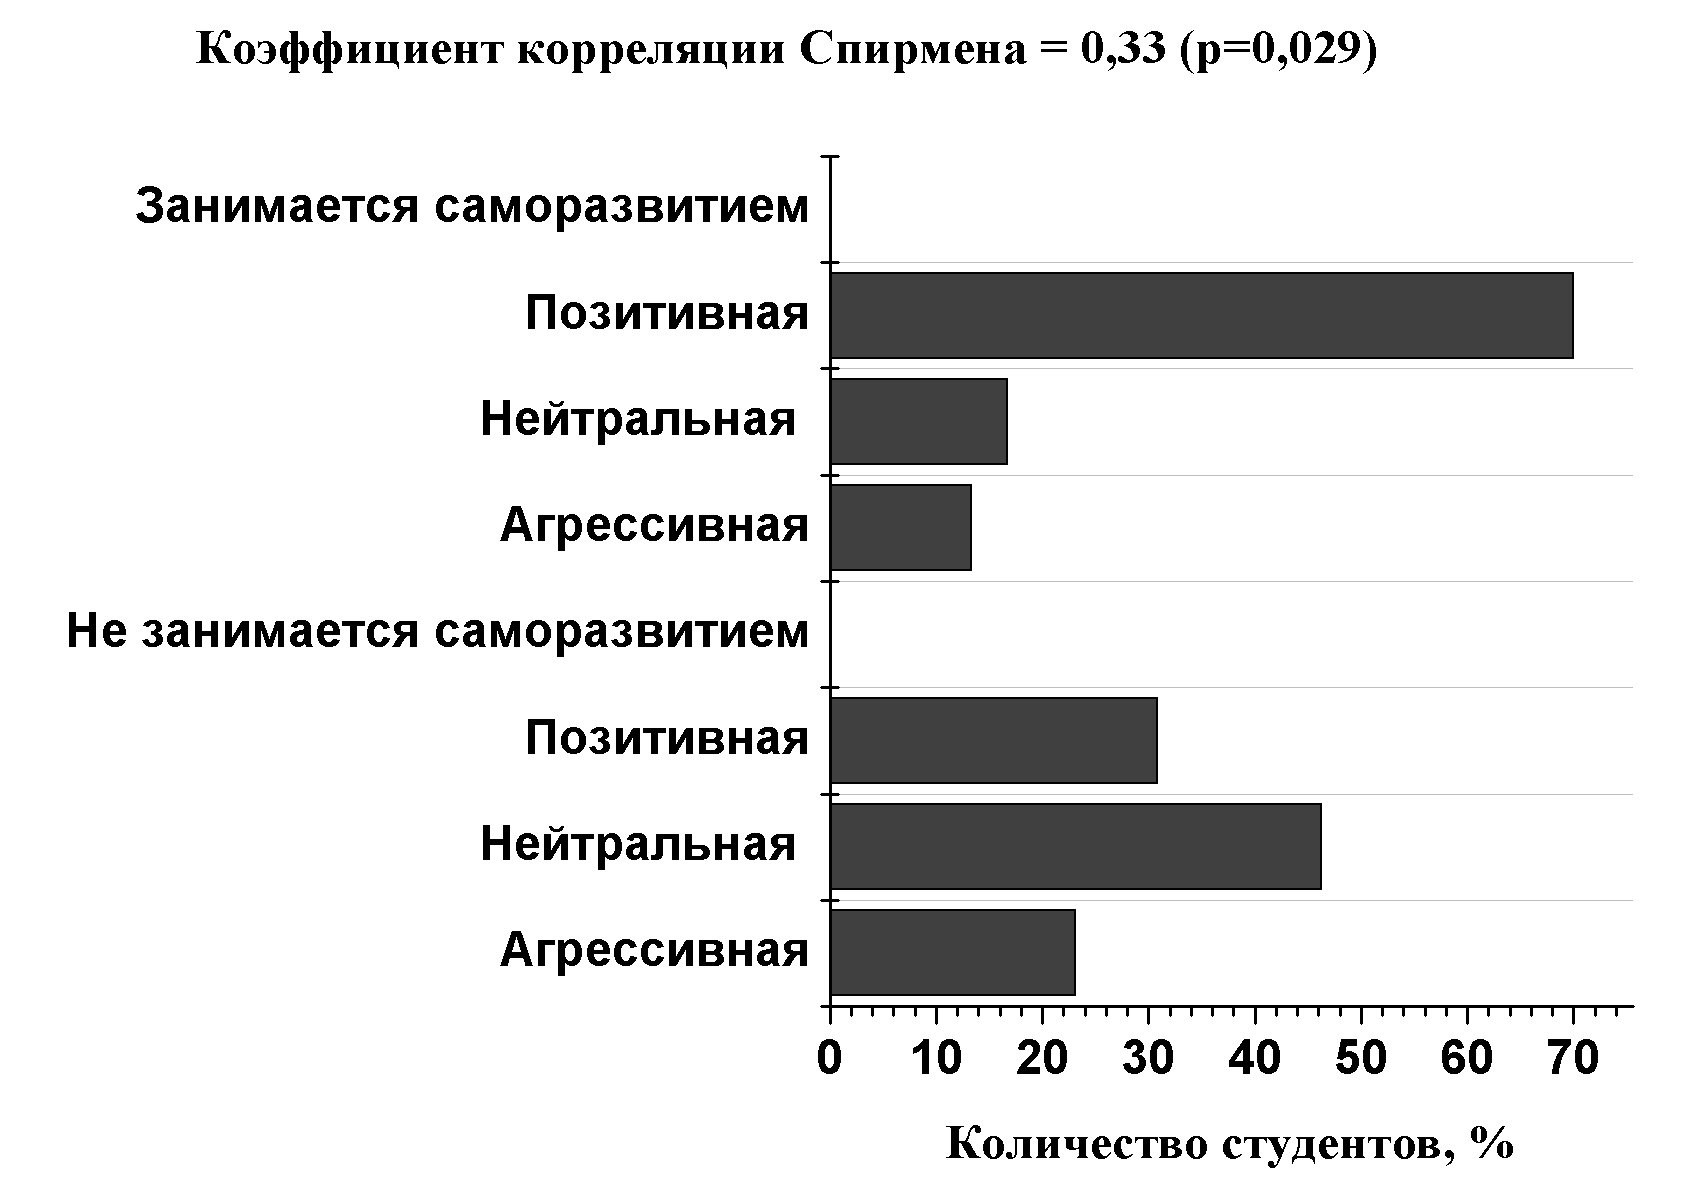 Коэффициент корреляции Спирмена = 0,33 (p=0,029)
Занимается саморазвитием
Позитивная
Нейтральная
Агрессивная
Не занимается саморазвитием
Позитивная
Нейтральная
Агрессивная
0 10 20 30 40 50 60 70
Количество студентов, %